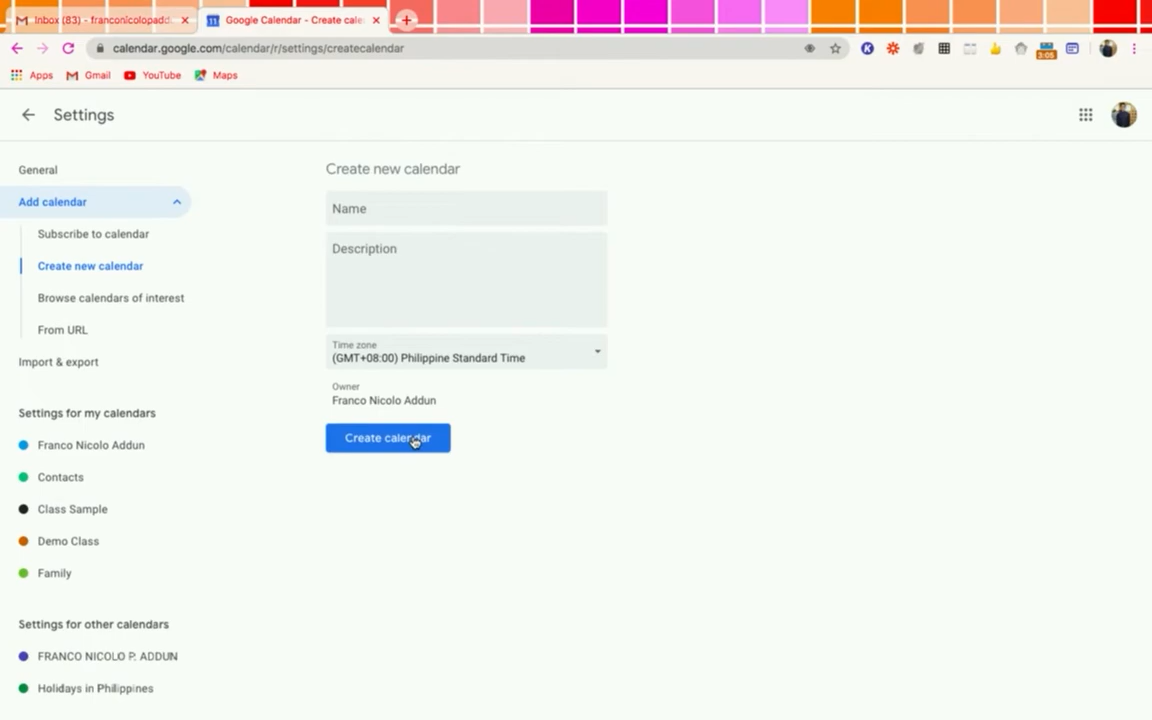 Inbox (83) - franconicolopadd
Google Calendar - Create cale
calendar.google.com/calendar/r/settings/createcalendar
3:05
Apps
Gmail
YouTube
Maps
Settings
General
Add calendar
Subscribe to calendar
Create new calendar
Browse calendars of interest
From URL
Import & export
Settings for my calendars
Franco Nicolo Addun
Contacts
Class Sample
Demo Class
Family
Settings for other calendars
FRANCO NICOLO P. ADDUN
Holidays in Philippines
Create new calendar
Name
Description
Time zone
(GMT+08:00) Philippine Standard Time
Owner
Franco Nicolo Addun
Create calendar